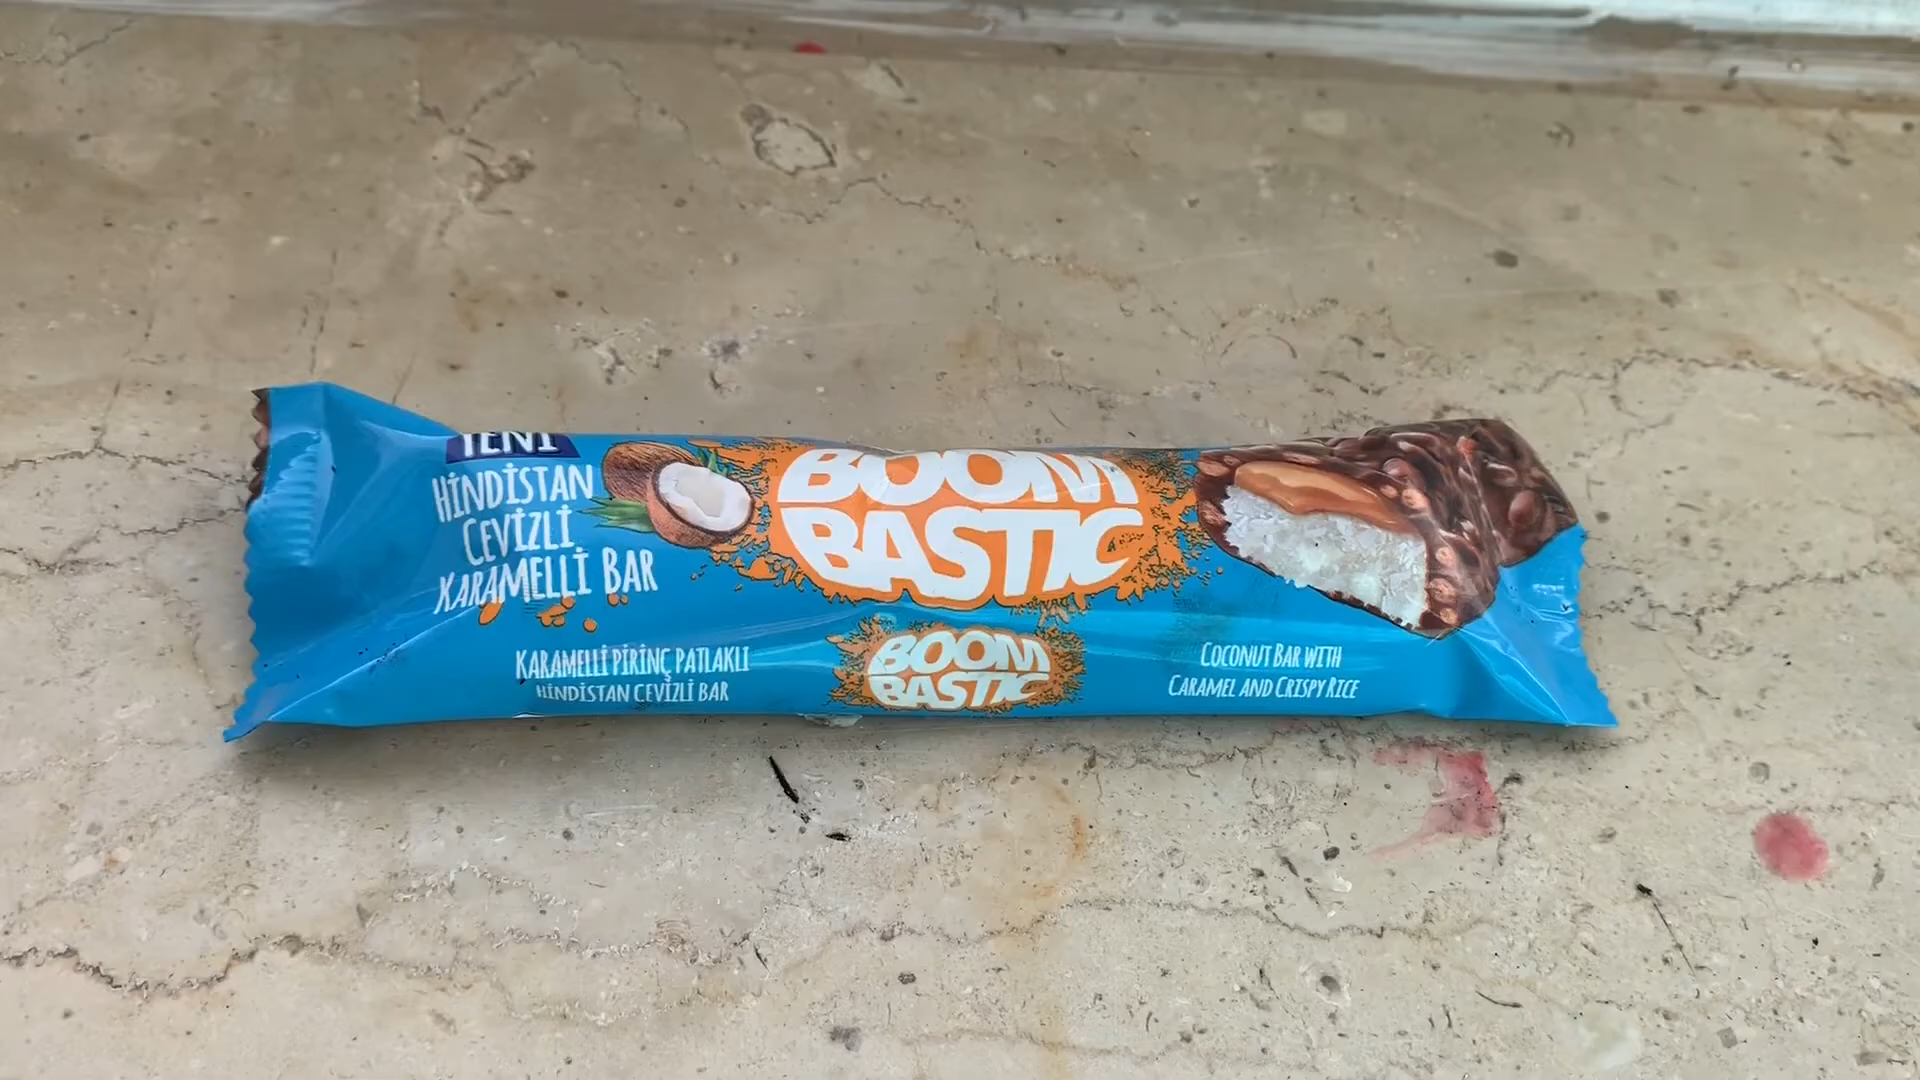 YENİ
HİNDİSTAN
CEVİZLİ
KARAMELLİ BAR
BOOM
BASTIC
KARAMELLİ PİRİNÇ PATLAKLI
HİNDİSTAN CEVİZLİ BAR
BOOM
BASTIC
COCONUT BAR WITH
CARAMEL AND CRISPY RICE